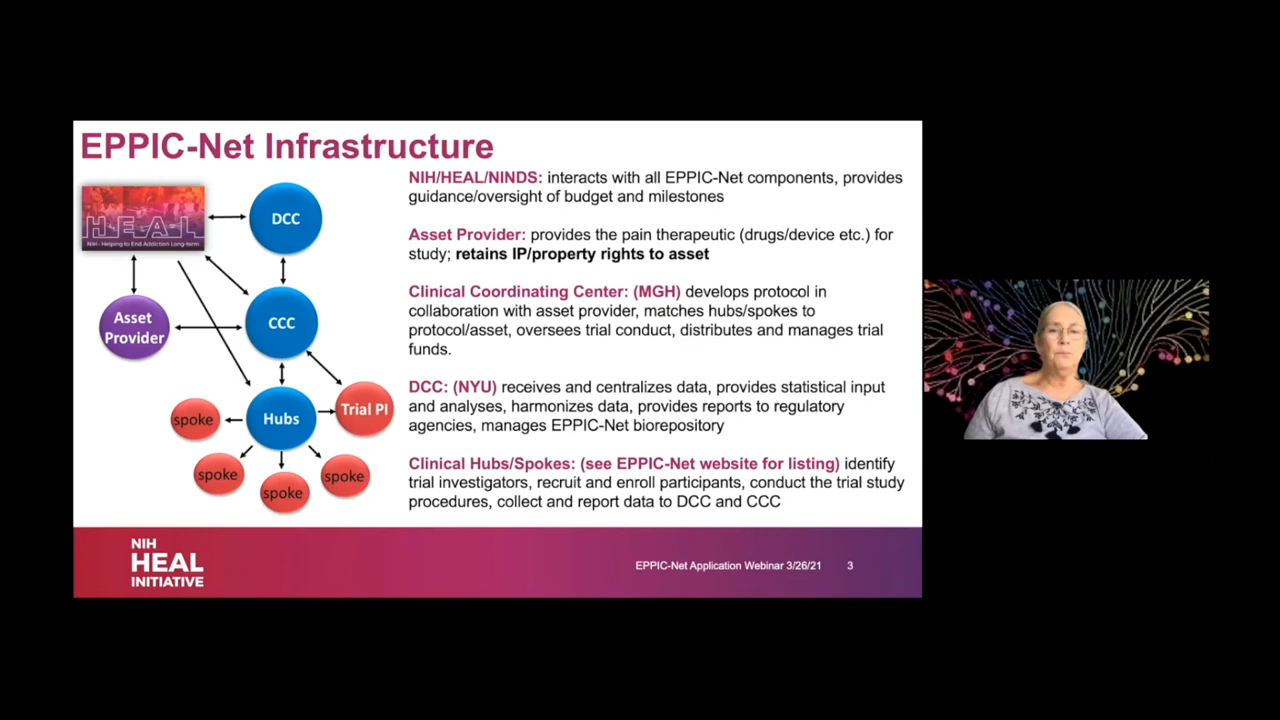 EPPIC-Net Infrastructure
HEAL
NIH - Helping to End Addiction Long-term
DCC
Asset
Provider
CCC
Hubs
Trial PI
spoke
spoke
spoke
spoke
NIH/HEAL/NINDS: interacts with all EPPIC-Net components, provides
guidance/oversight of budget and milestones
Asset Provider: provides the pain therapeutic (drugs/device etc.) for
study; retains IP/property rights to asset
Clinical Coordinating Center: (MGH) develops protocol in
collaboration with asset provider, matches hubs/spokes to
protocol/asset, oversees trial conduct, distributes and manages trial
funds.
DCC: (NYU) receives and centralizes data, provides statistical input
and analyses, harmonizes data, provides reports to regulatory
agencies, manages EPPIC-Net biorepository
Clinical Hubs/Spokes: (see EPPIC-Net website for listing) identify
trial investigators, recruit and enroll participants, conduct the trial study
procedures, collect and report data to DCC and CCC
NIH
HEAL
INITIATIVE
EPPIC-Net Application Webinar 3/26/21 3